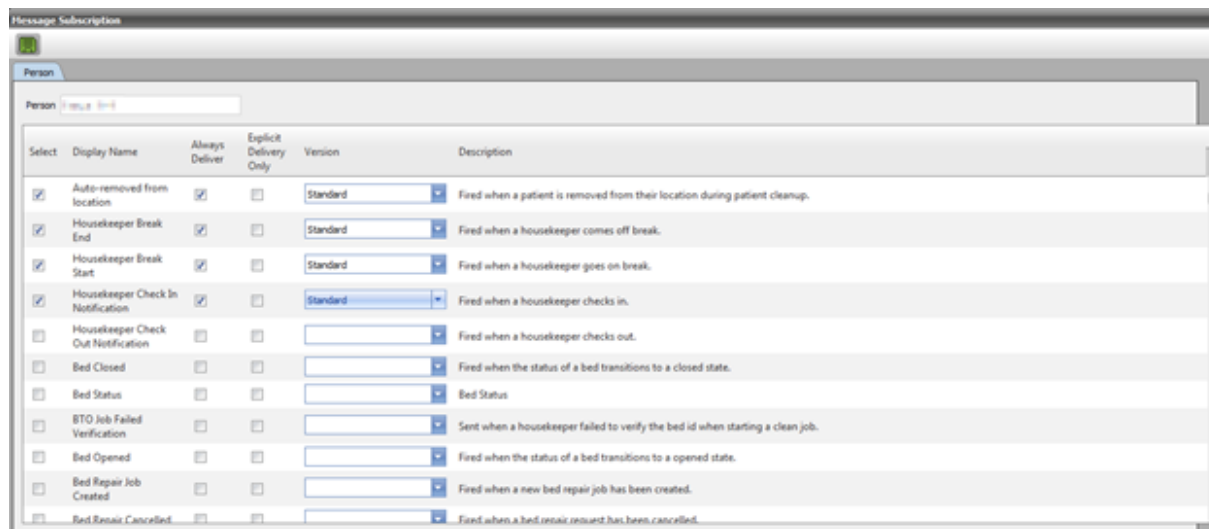 Message Subscription
Person
Person
Select Display Name Always Deliver Explicit Delivery Only Version Description
Auto-removed from location Standard Fired when a patient is removed from their location during patient cleanup.
Housekeeper Break End Standard Fired when a housekeeper comes off break.
Housekeeper Break Start Standard Fired when a housekeeper goes on break.
Housekeeper Check In Notification Standard Fired when a housekeeper checks in.
Housekeeper Check Out Notification Fired when a housekeeper checks out.
Bed Closed Fired when the status of a bed transitions to a closed state.
Bed Status Bed Status
BTO Job Failed Verification Sent when a housekeeper failed to verify the bed id when starting a clean job.
Bed Opened Fired when the status of a bed transitions to a opened state.
Bed Repair Job Created Fired when a new bed repair job has been created.
Bed Repair Cancelled Fired when a bed repair request has been cancelled.